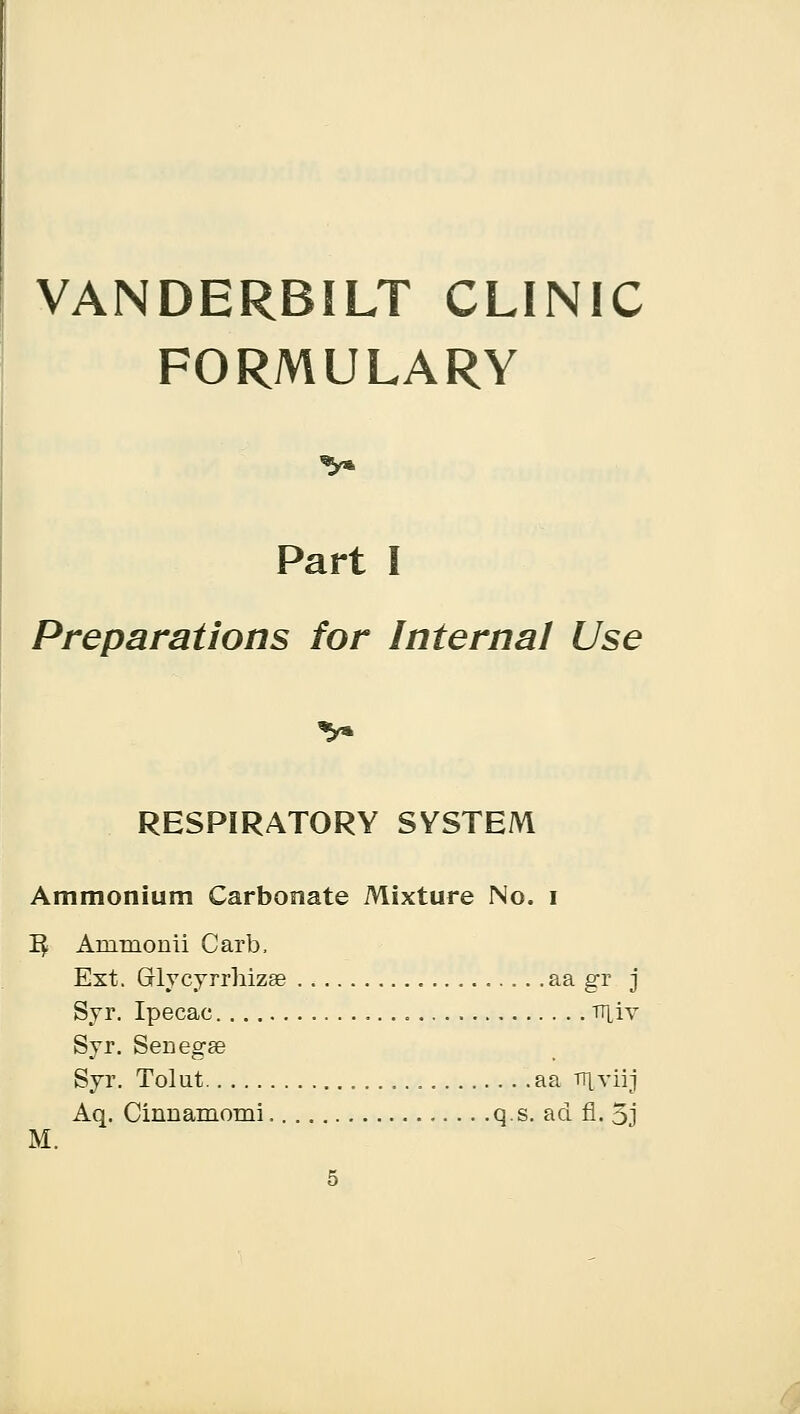 VANDERBILT CLINIC
FORMULARY
Part I
Preparations for Internal Use
RESPIRATORY SYSTEM
Ammonium Carbonate Mixture No. 1
℞ Ammonii Carb.
Ext. Glycyrrhizæ ........................aa gr j
Syr. Ipecac..................................♏iv
Syr. Senegæ
Syr. Tolut..............................aa ♏viij
Aq. Cinnamomi.....................q.s. ad fl. ʒj
M.
5